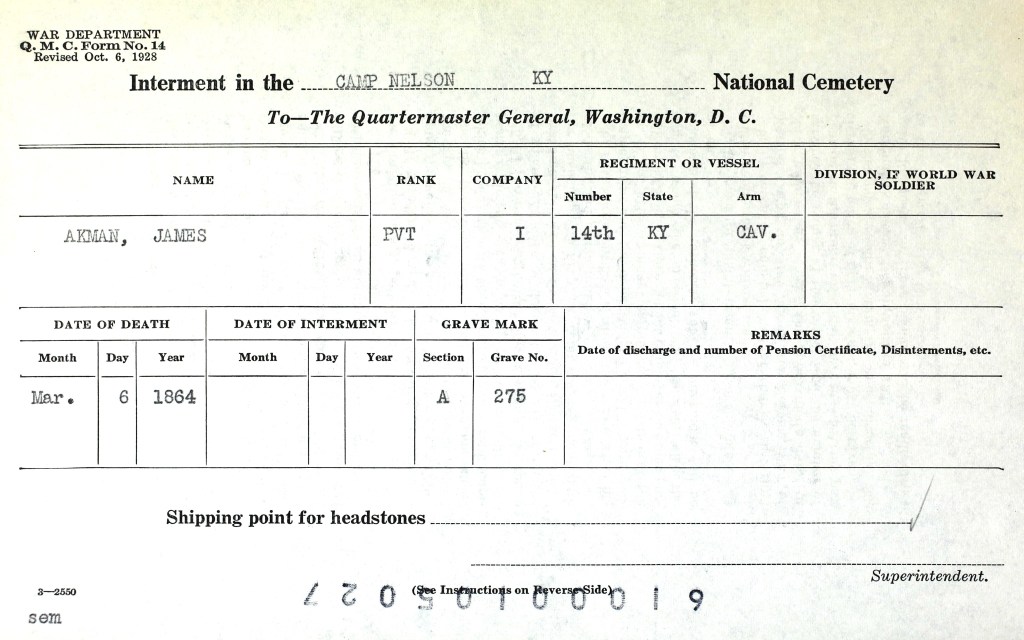 WAR DEPARTMENT
Q. M. C. Form No. 14
Revised Oct. 6, 1928
Interment in the CAMP NELSON KY National Cemetery
To—The Quartermaster General, Washington, D. C.
NAME RANK COMPANY REGIMENT OR VESSEL DIVISION, IF WORLD WAR SOLDIER
Number State Arm
AKMAN, JAMES PVT I 14th KY CAV.
DATE OF DEATH DATE OF INTERMENT GRAVE MARK REMARKS
Date of discharge and number of Pension Certificate, Disinterments, etc.
Month Day Year Month Day Year Section Grave No.
Mar. 6 1864 A 275
Shipping point for headstones
Superintendent.
3—2550 (See Instructions on Reverse Side)
sem